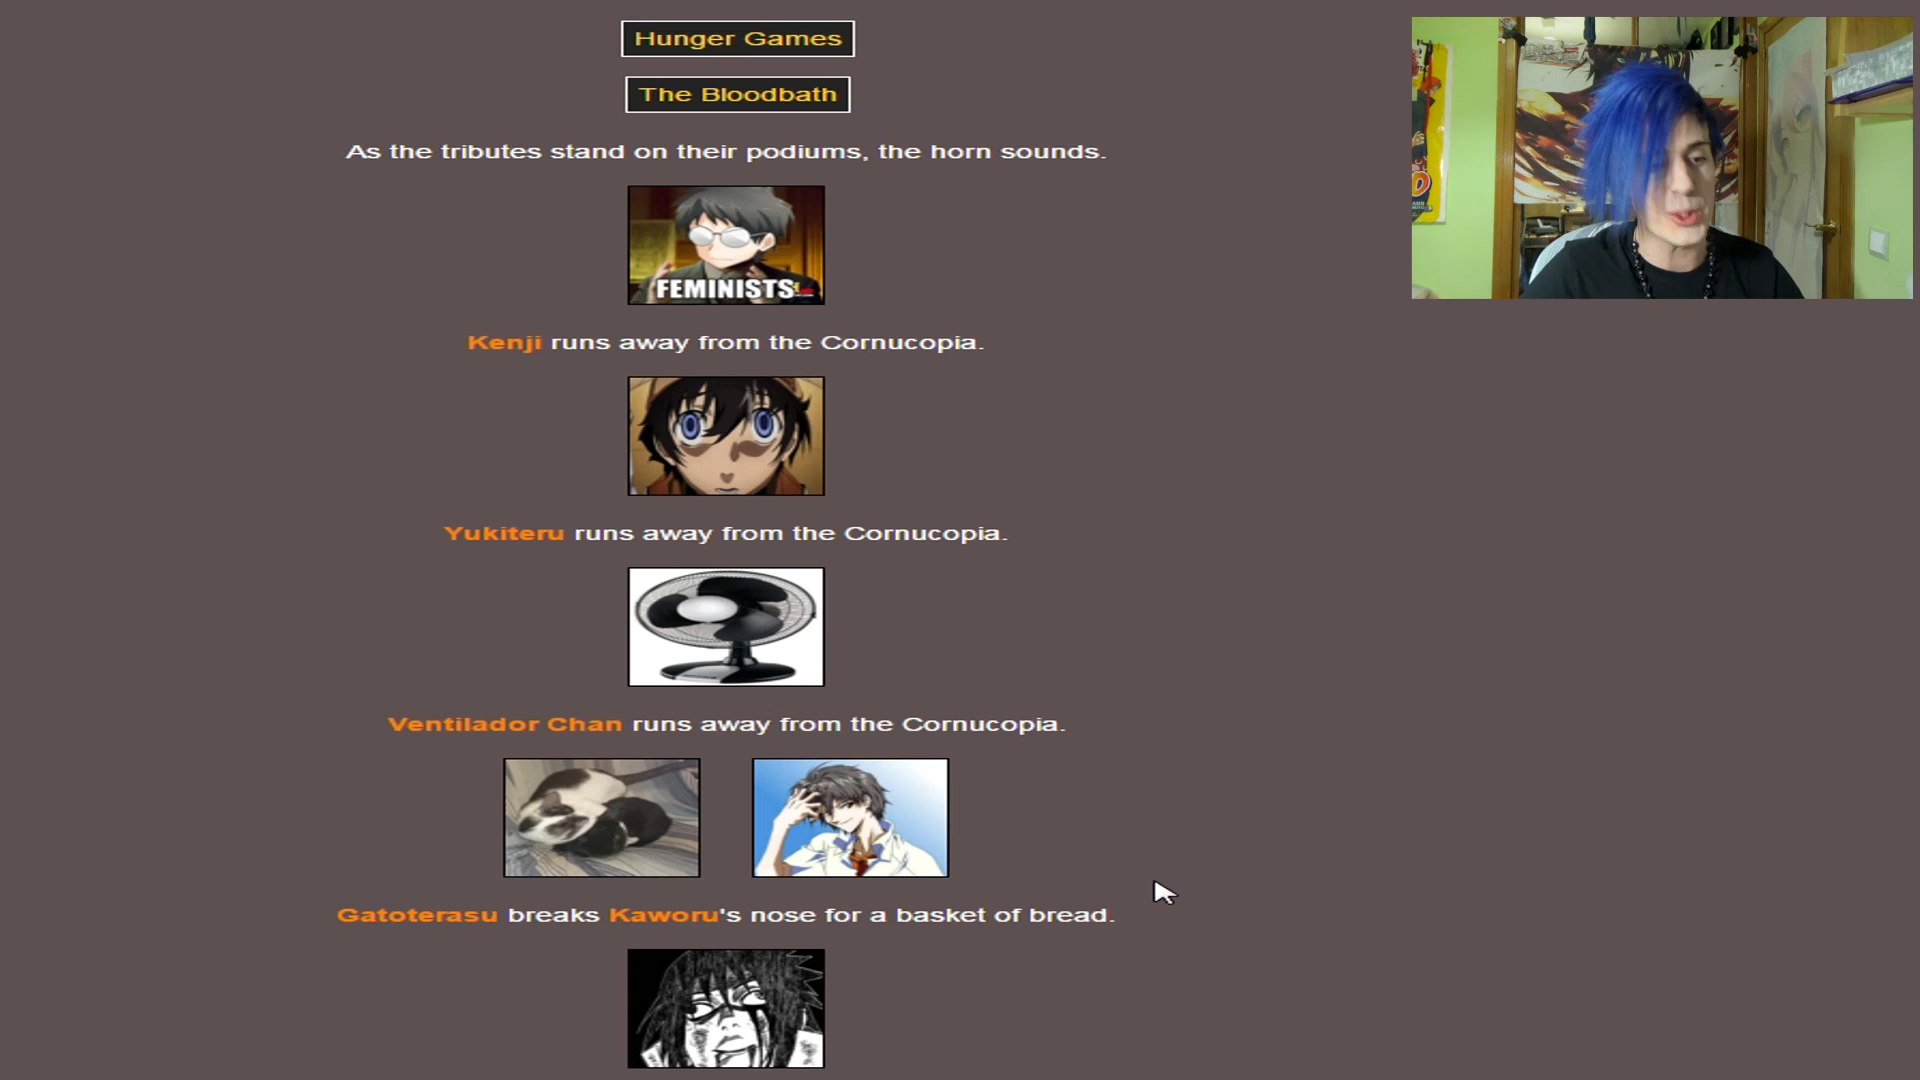 Hunger Games
The Bloodbath
As the tributes stand on their podiums, the horn sounds.
FEMINISTS
Kenji runs away from the Cornucopia.
Yukiteru runs away from the Cornucopia.
Ventilador Chan runs away from the Cornucopia.
Gatoterasu breaks Kaworu's nose for a basket of bread.